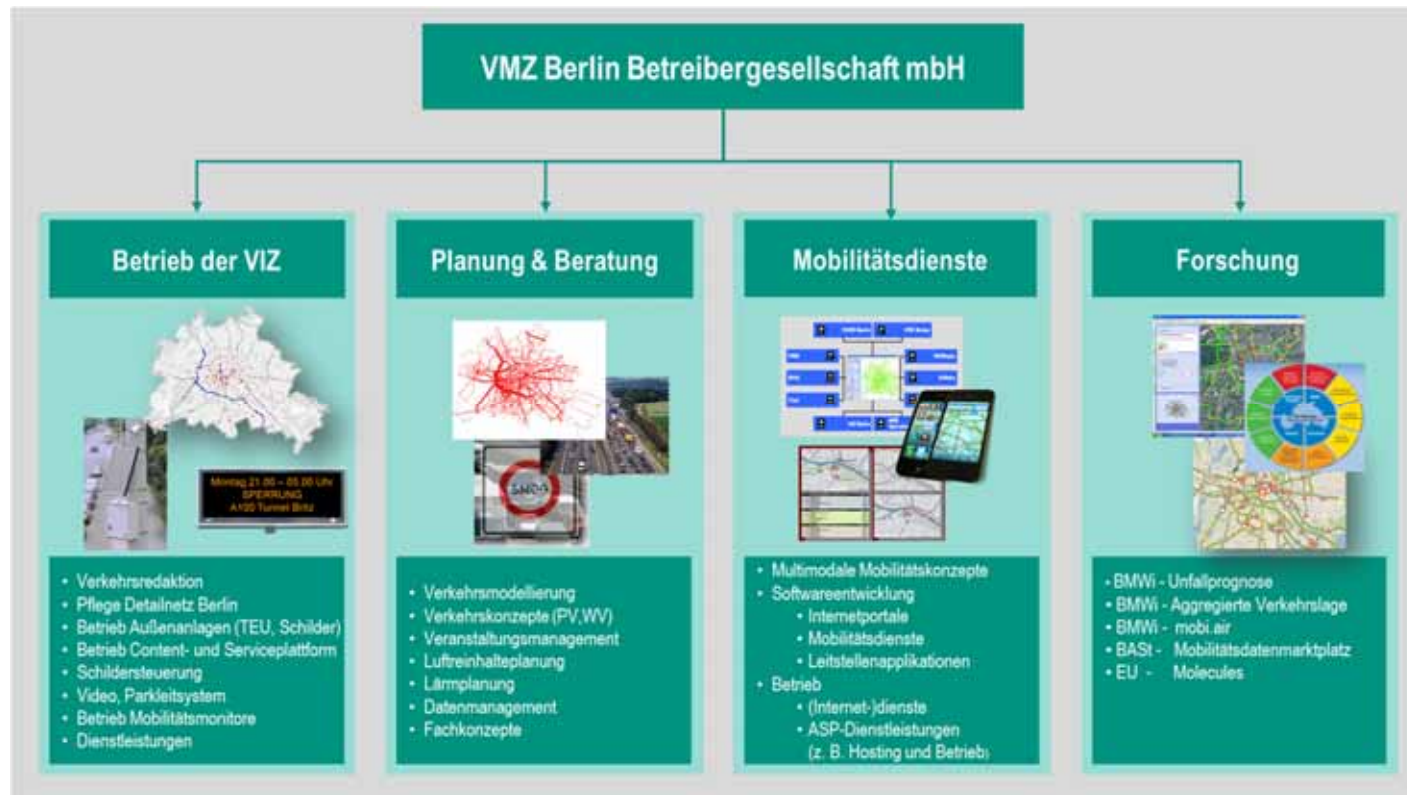 VMZ Berlin Betreibergesellschaft mbH
Betrieb der VIZ
Montag 21.00 – 05.00 Uhr
SPERRUNG
A100 Tunnel Britz
• Verkehrsredaktion
• Pflege Detailnetz Berlin
• Betrieb Außenanlagen (TEU, Schilder)
• Betrieb Content- und Serviceplattform
• Schildersteuerung
• Video, Parkleitsystem
• Betrieb Mobilitätsmonitore
• Dienstleistungen
Planung & Beratung
SMOG
• Verkehrsmodellierung
• Verkehrskonzepte (PV,WV)
• Veranstaltungsmanagement
• Luftreinhalteplanung
• Lärmplanung
• Datenmanagement
• Fachkonzepte
Mobilitätsdienste
• Multimodale Mobilitätskonzepte
• Softwareentwicklung
• Internetportale
• Mobilitätsdienste
• Leitstellenapplikationen
• Betrieb
• (Internet-)dienste
• ASP-Dienstleistungen
(z. B. Hosting und Betrieb)
Forschung
• BMWi - Unfallprognose
• BMWi - Aggregierte Verkehrslage
• BMWi - mobi.air
• BASt - Mobilitätsdatenmarktplatz
• EU - Molecules